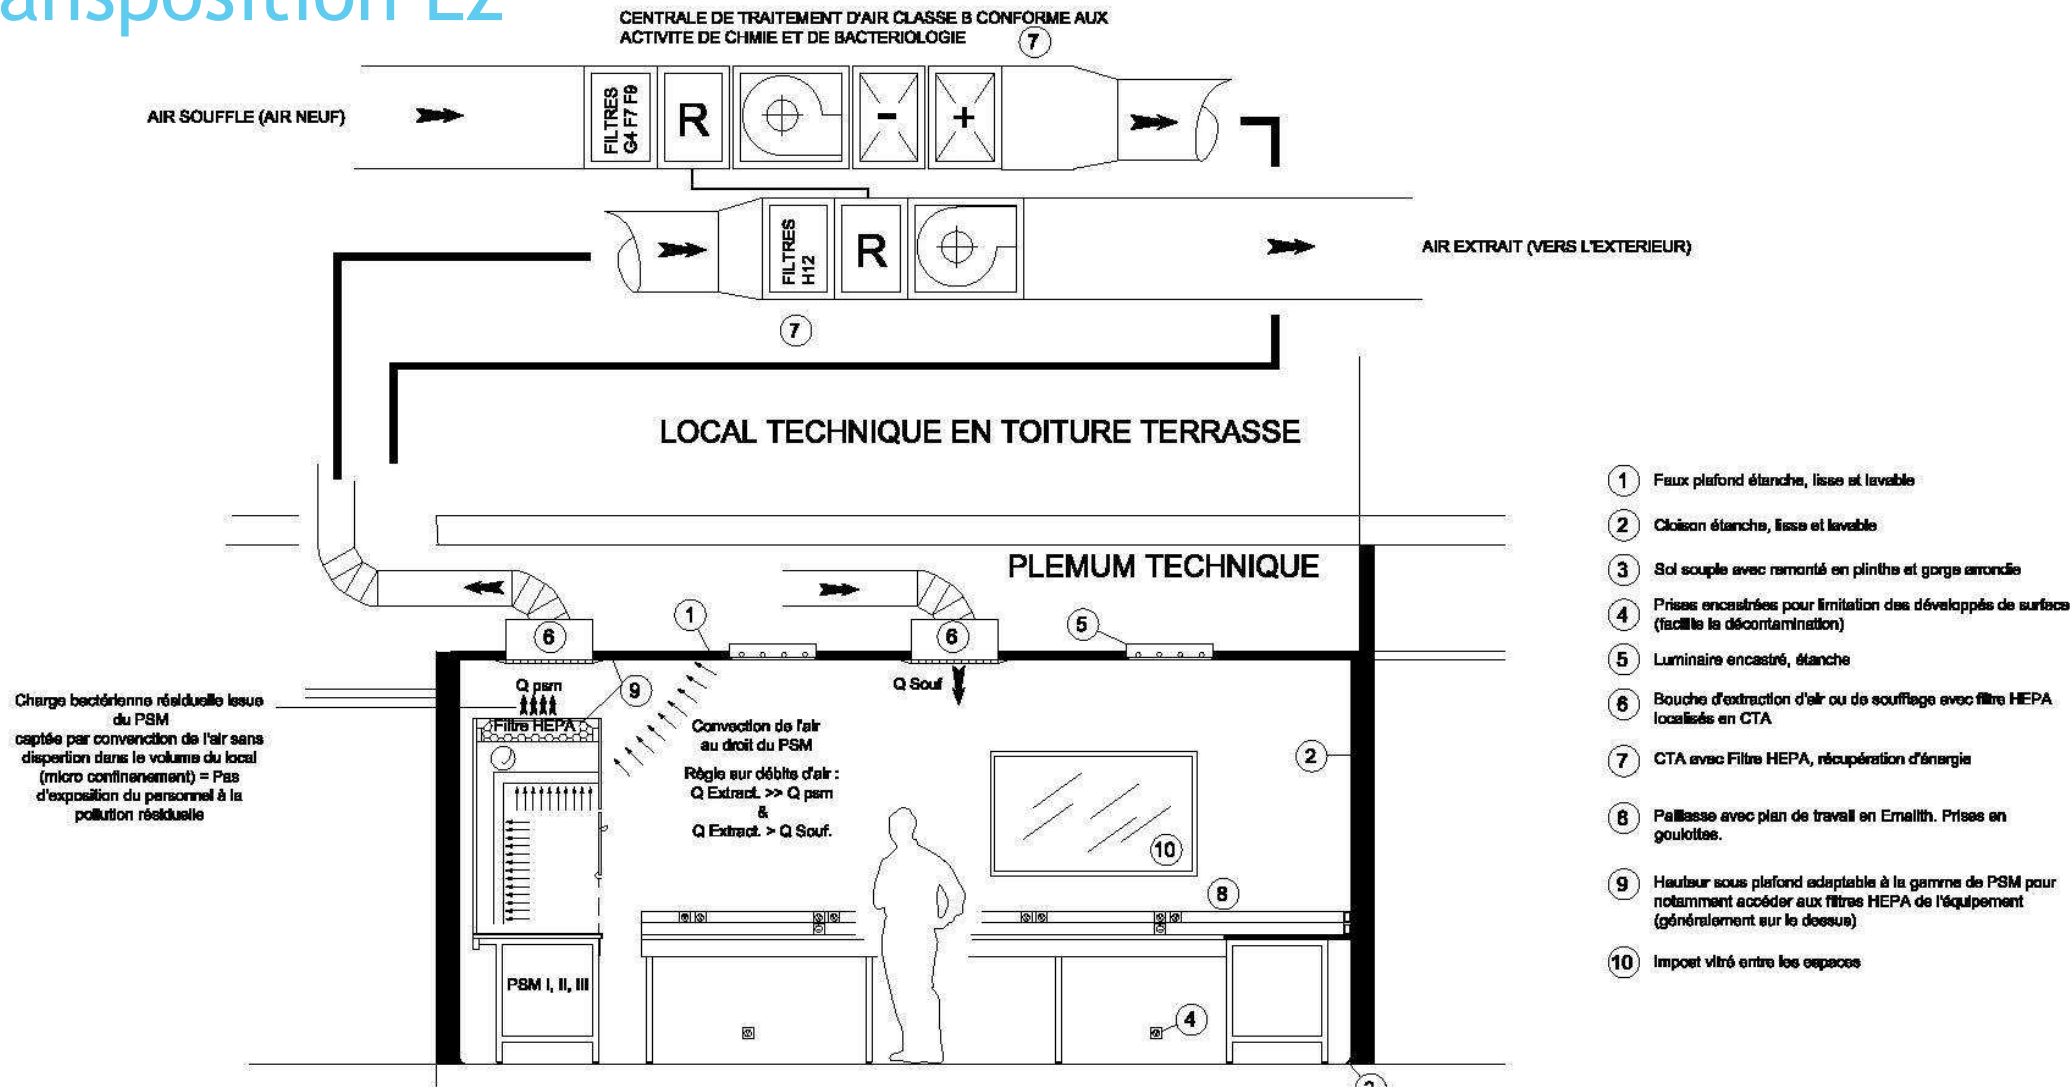 ansposition L2
CENTRALE DE TRAITEMENT D'AIR CLASSE B CONFORME AUX
ACTIVITE DE CHMIE ET DE BACTERIOLOGIE
7
AIR SOUFFLE (AIR NEUF)
FILTRES
G4 F7 F9
R
-
+
FILTRES
H12
R
AIR EXTRAIT (VERS L'EXTERIEUR)
7
LOCAL TECHNIQUE EN TOITURE TERRASSE
PLEMUM TECHNIQUE
6
1
6
5
Q psm
9
Q Souf
Filtre HEPA
Charge bactérienne résiduelle issue
du PSM
captée par convenction de l'air sans
dispertion dans le volume du local
(micro confinenement) = Pas
d'exposition du personnel à la
pollution résiduelle
Convection de l'air
au droit du PSM
Règle sur débits d'air :
Q Extract. >> Q psm
&
Q Extract. > Q Souf.
2
10
8
PSM I, II, III
4
3
1 Faux plafond étanche, lisse et lavable
2 Cloison étanche, lisse et lavable
3 Sol souple avec remonté en plinthe et gorge arrondie
4 Prises encastrées pour limitation des développés de surface
(facilite la décontamination)
5 Luminaire encastré, étanche
6 Bouche d'extraction d'air ou de soufflage avec filtre HEPA
localisés en CTA
7 CTA avec Filtre HEPA, récupération d'énergie
8 Paillasse avec plan de travail en Emalith. Prises en
goulottes.
9 Hauteur sous plafond adaptable à la gamme de PSM pour
notamment accéder aux filtres HEPA de l'équipement
(généralement sur le dessus)
10 Impost vitré entre les espaces